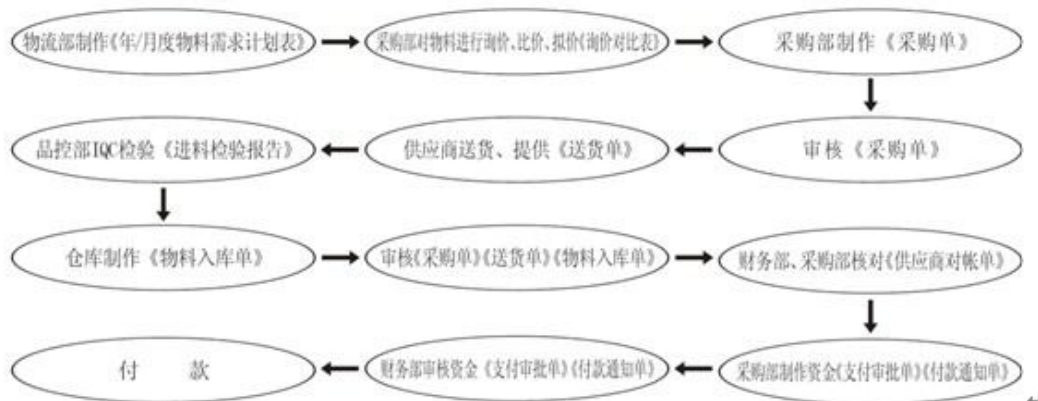 物流部制作《年/月度物料需求计划表》
采购部对物料进行询价、比价、拟价《询价对比表》
采购部制作《采购单》
审核《采购单》
供应商送货、提供《送货单》
品控部IQC检验《进料检验报告》
仓库制作《物料入库单》
审核《采购单》《送货单》《物料入库单》
财务部、采购部核对《供应商对帐单》
采购部制作资金《支付审批单》《付款通知单》
财务部审核资金《支付审批单》《付款通知单》
付 款